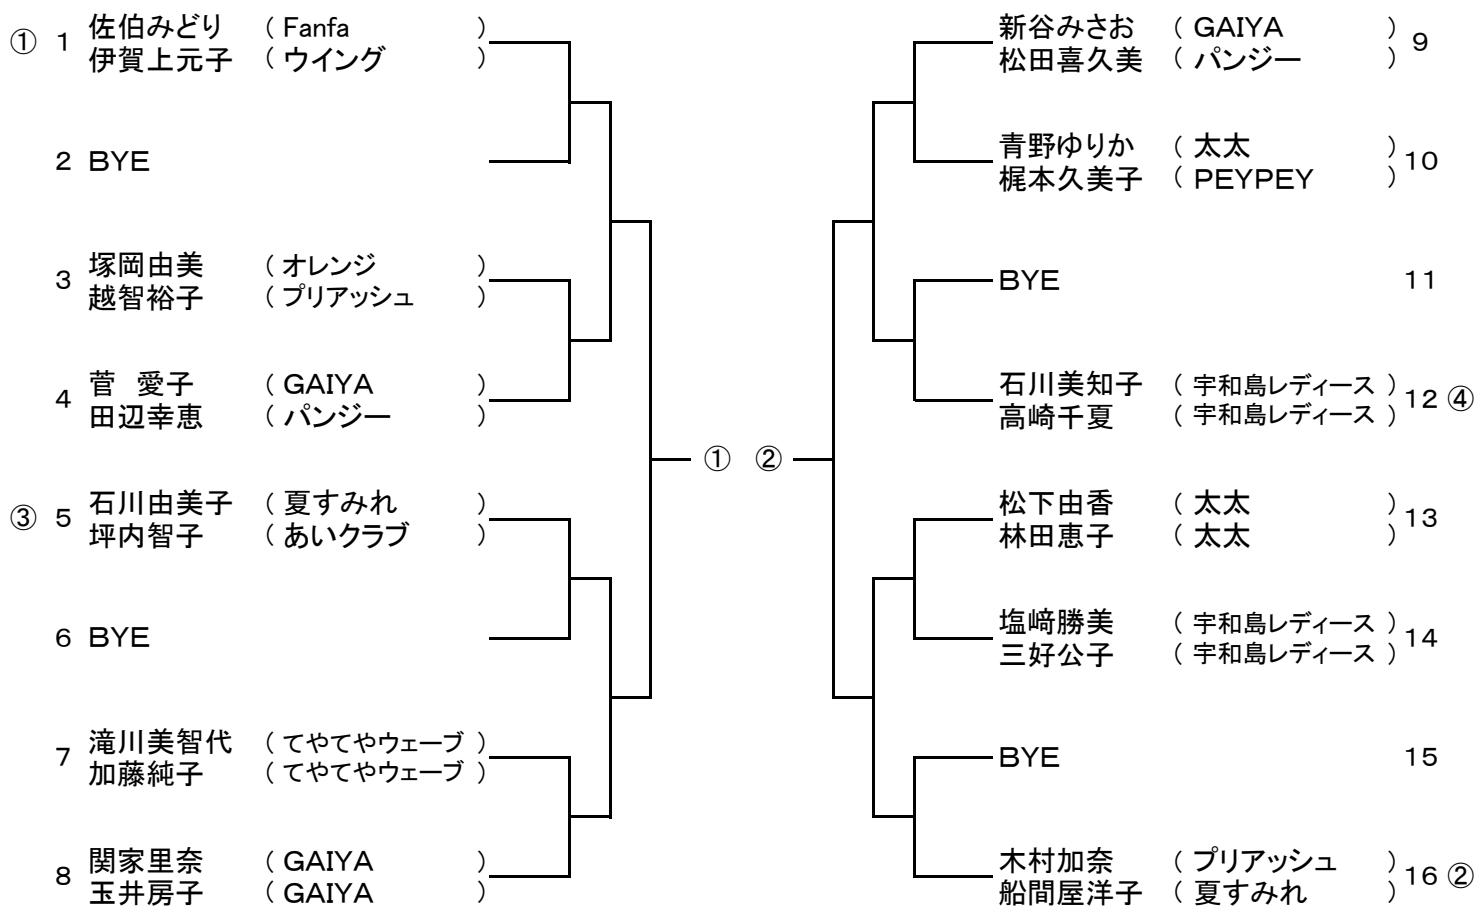 ① 1 佐伯みどり ( Fanfa )
伊賀上元子 ( ウイング )
2 BYE
3 塚岡由美 ( オレンジ )
越智裕子 ( プリアッシュ )
4 菅 愛子 ( GAIYA )
田辺幸恵 ( パンジー )
③ 5 石川由美子 ( 夏すみれ )
坪内智子 ( あいクラブ )
6 BYE
7 滝川美智代 ( てやてやウェーブ )
加藤純子 ( てやてやウェーブ )
8 関家里奈 ( GAIYA )
玉井房子 ( GAIYA )
① ②
新谷みさお ( GAIYA ) 9
松田喜久美 ( パンジー )
青野ゆりか ( 太太 ) 10
梶本久美子 ( PEYPEY )
BYE 11
石川美知子 ( 宇和島レディース ) 12 ④
高崎千夏 ( 宇和島レディース )
松下由香 ( 太太 ) 13
林田恵子 ( 太太 )
塩﨑勝美 ( 宇和島レディース ) 14
三好公子 ( 宇和島レディース )
BYE 15
木村加奈 ( プリアッシュ ) 16 ②
船間屋洋子 ( 夏すみれ )